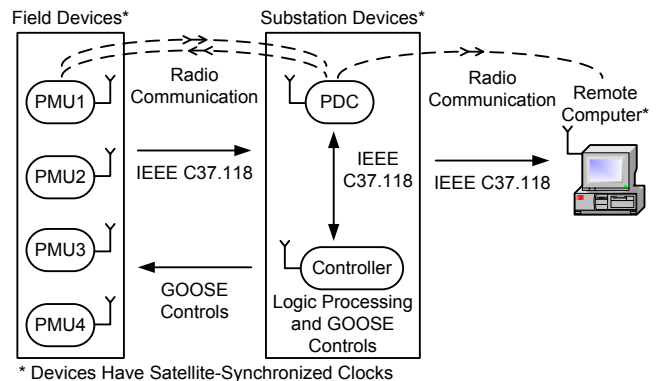 Field Devices*
Substation Devices*
PMU1
PMU2
PMU3
PMU4
Radio
Communication
IEEE C37.118
GOOSE
Controls
PDC
IEEE
C37.118
Controller
Logic Processing
and GOOSE
Controls
Radio
Communication
IEEE C37.118
Remote
Computer*
* Devices Have Satellite-Synchronized Clocks